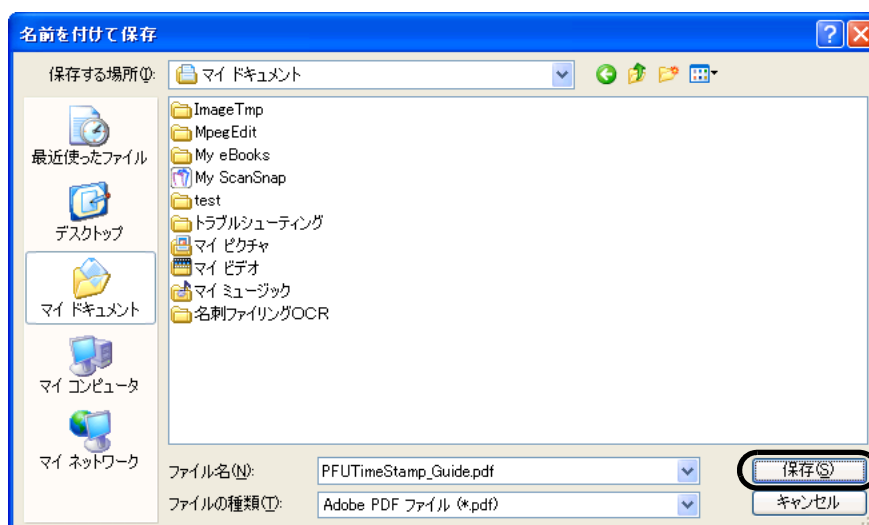 名前を付けて保存
保存する場所(I):
マイ ドキュメント
最近使ったファイル
デスクトップ
マイ ドキュメント
マイ コンピュータ
マイ ネットワーク
ImageTmp
MpegEdit
My eBooks
My ScanSnap
test
トラブルシューティング
マイ ピクチャ
マイ ビデオ
マイ ミュージック
名刺ファイリングOCR
ファイル名(N):
PFUTimeStamp_Guide.pdf
保存(S)
ファイルの種類(T):
Adobe PDF ファイル (*.pdf)
キャンセル